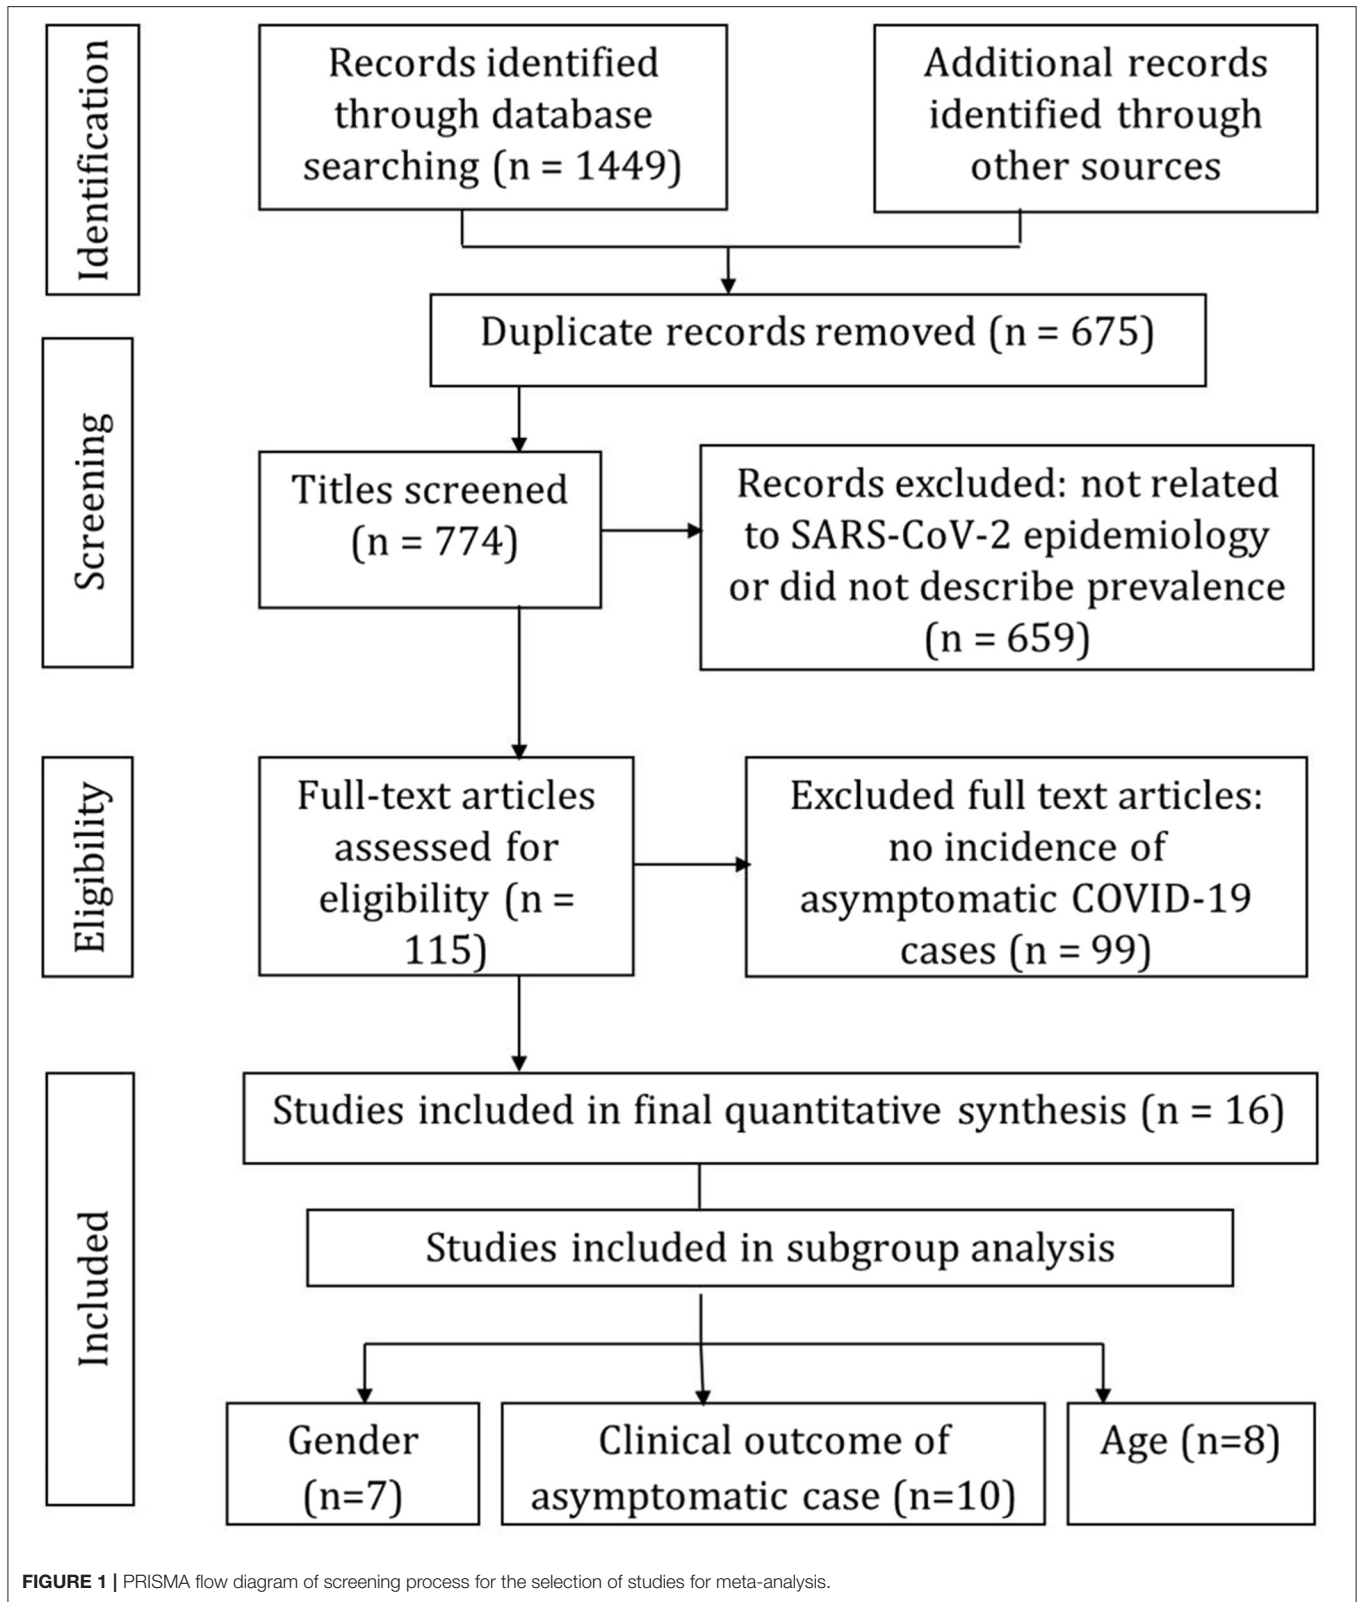 Identification
Records identified
through database
searching (n = 1449)
Additional records
identified through
other sources
Duplicate records removed (n = 675)
Screening
Titles screened
(n = 774)
Records excluded: not related
to SARS-CoV-2 epidemiology
or did not describe prevalence
(n = 659)
Eligibility
Full-text articles
assessed for
eligibility (n =
115)
Excluded full text articles:
no incidence of
asymptomatic COVID-19
cases (n = 99)
Included
Studies included in final quantitative synthesis (n = 16)
Studies included in subgroup analysis
Gender
(n=7)
Clinical outcome of
asymptomatic case (n=10)
Age (n=8)
FIGURE 1 | PRISMA flow diagram of screening process for the selection of studies for meta-analysis.